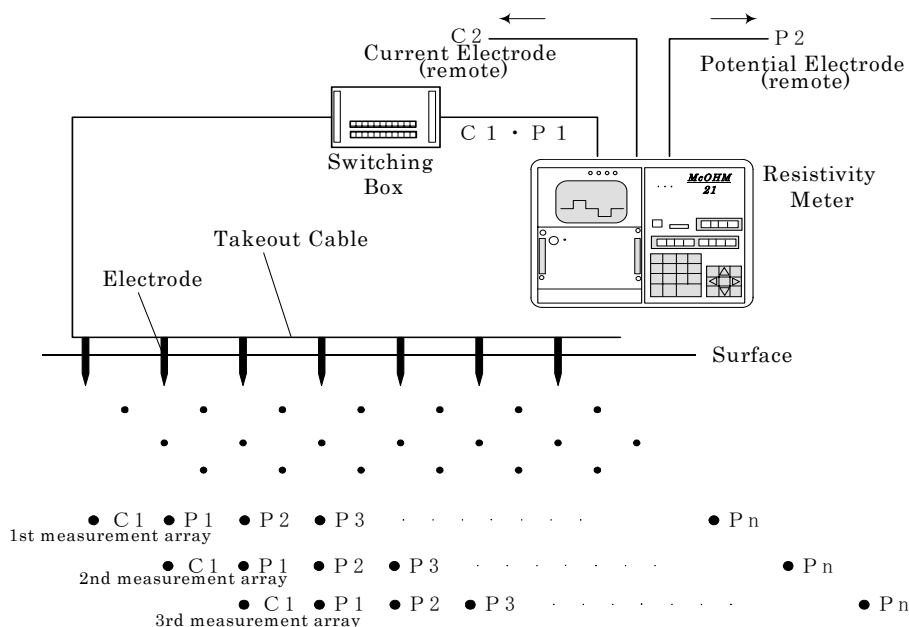 C2
Current Electrode
(remote)
P2
Potential Electrode
(remote)
C1・P1
Switching
Box
McOHM
21
Resistivity
Meter
Takeout Cable
Electrode
Surface
C1 P1 P2 P3 Pn
1st measurement array
C1 P1 P2 P3 Pn
2nd measurement array
C1 P1 P2 P3 Pn
3rd measurement array